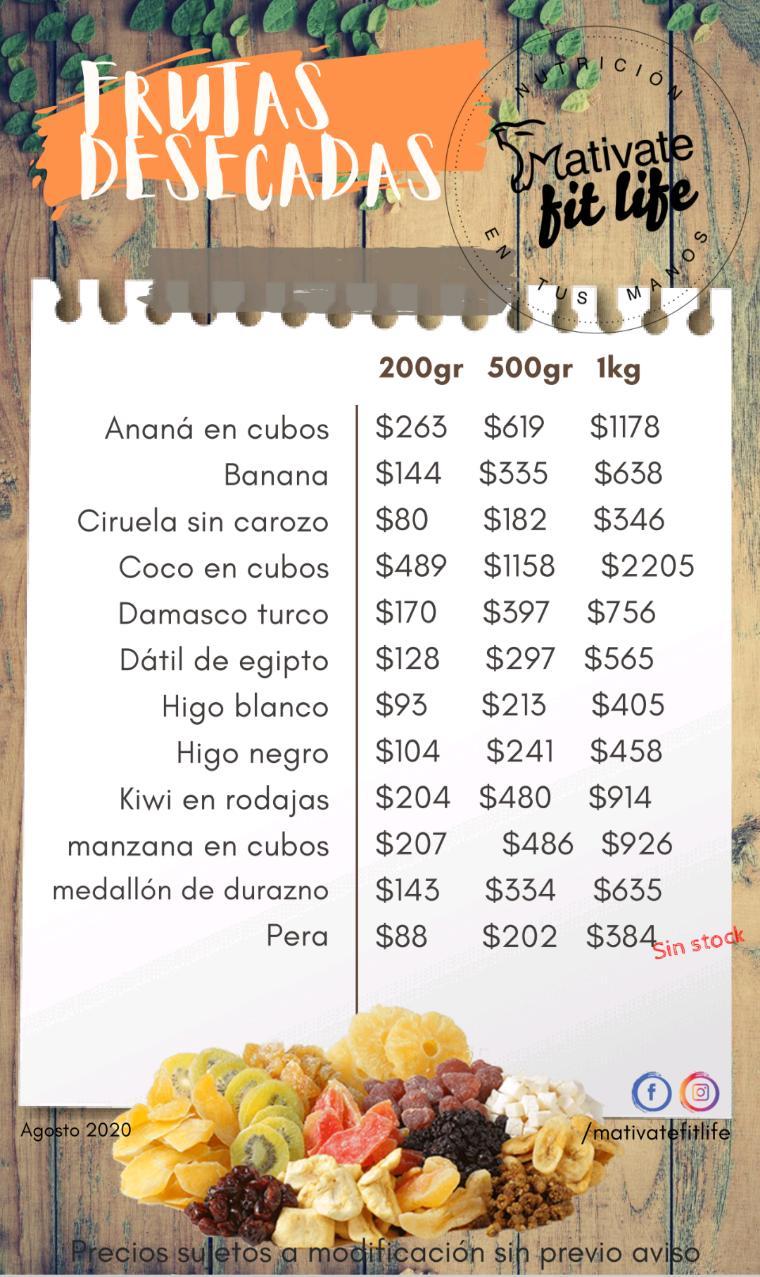 FRUTAS
DESECADAS
NUTRICIÓN
Mativate
fit life
EN TUS MANOS
200gr 500gr 1kg
Ananá en cubos $263 $619 $1178
Banana $144 $335 $638
Ciruela sin carozo $80 $182 $346
Coco en cubos $489 $1158 $2205
Damasco turco $170 $397 $756
Dátil de egipto $128 $297 $565
Higo blanco $93 $213 $405
Higo negro $104 $241 $458
Kiwi en rodajas $204 $480 $914
manzana en cubos $207 $486 $926
medallón de durazno $143 $334 $635
Pera $88 $202 $384
Sin stock
Agosto 2020
/mativatefitlife
Precios sujetos a modificación sin previo aviso